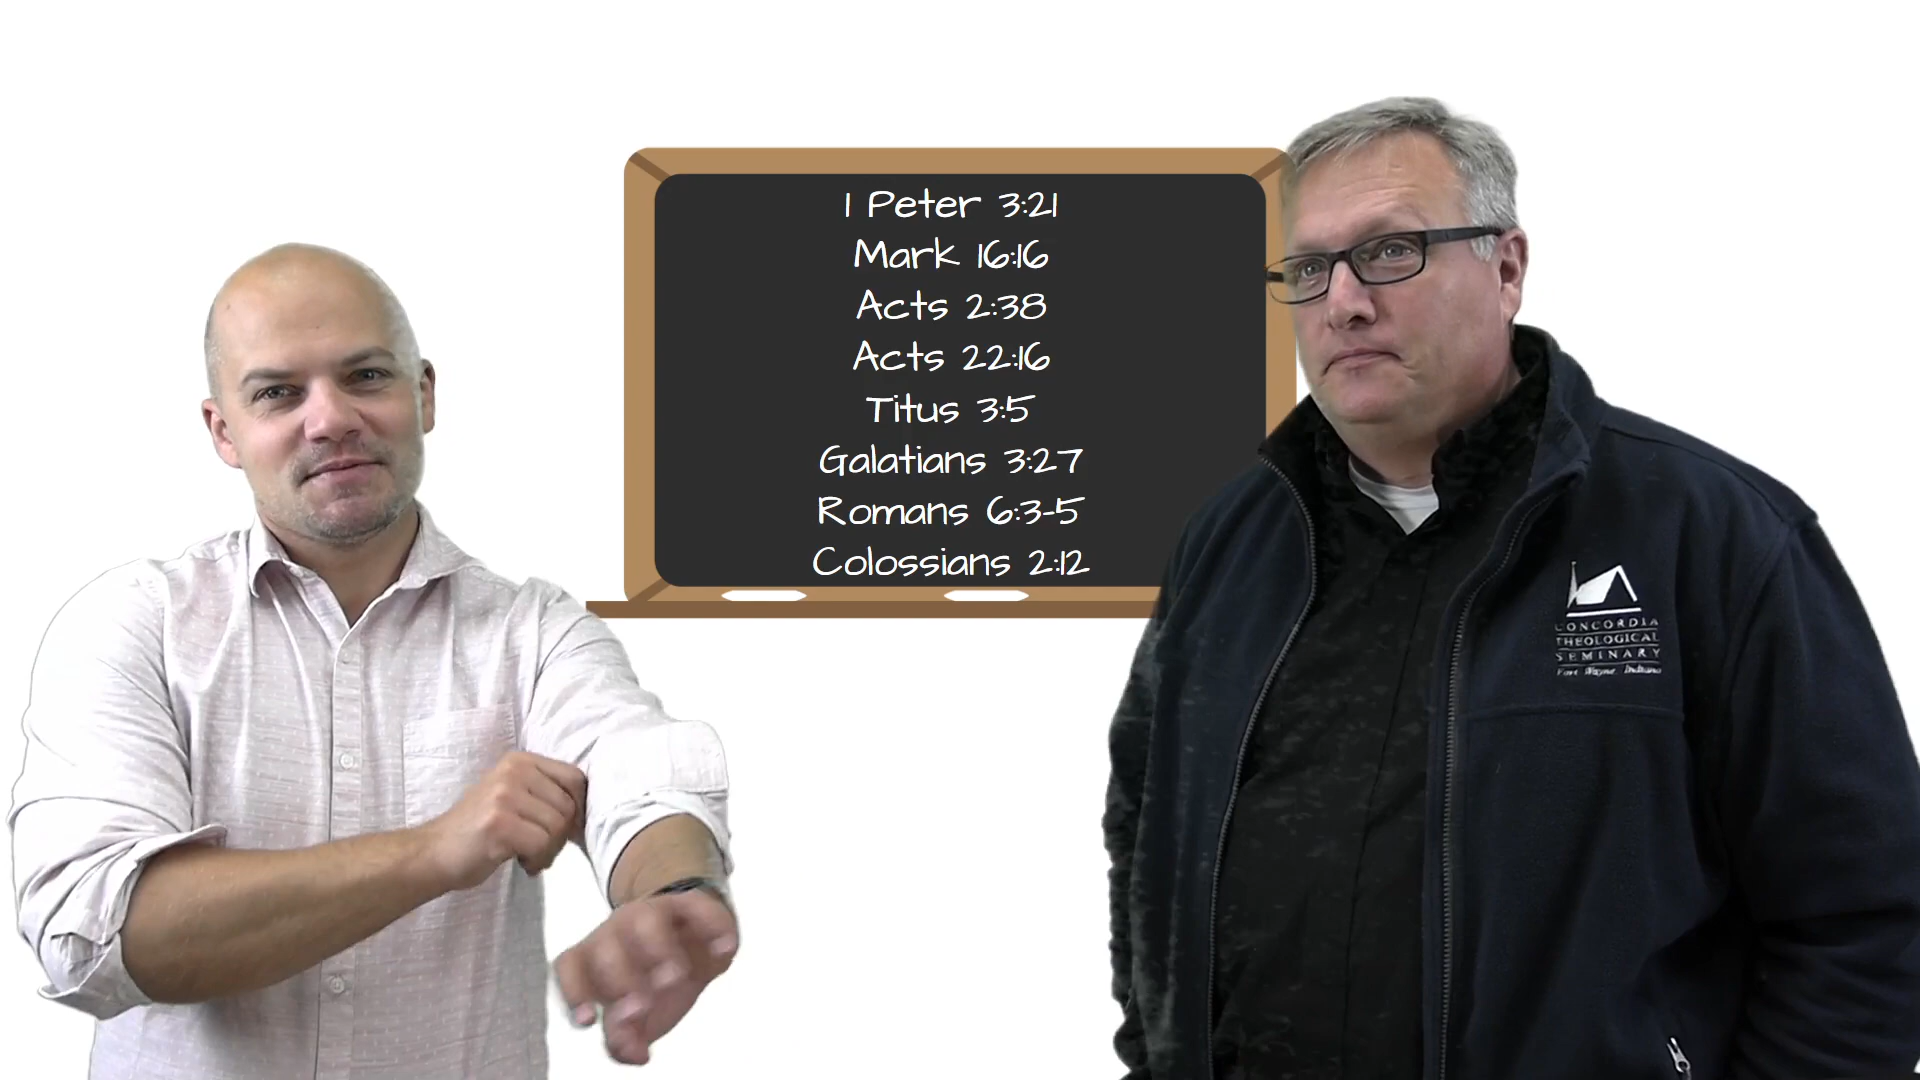 1 Peter 3:21
Mark 16:16
Acts 2:38
Acts 22:16
Titus 3:5
Galatians 3:27
Romans 6:3-5
Colossians 2:12
CONCORDIA
THEOLOGICAL
SEMINARY
Fort Wayne, Indiana